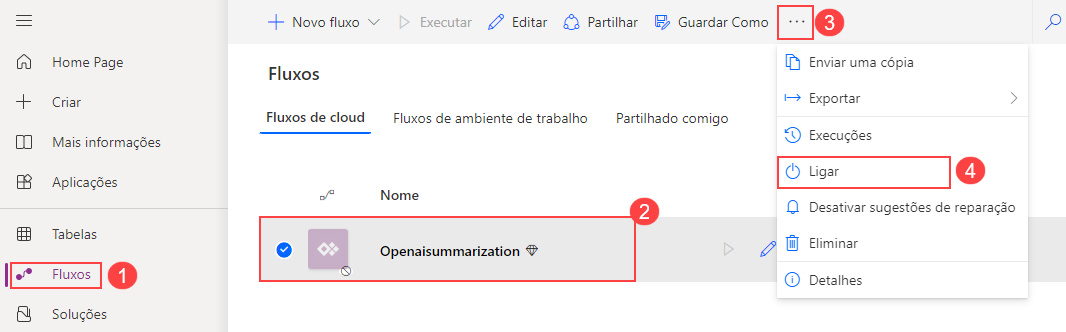 Novo fluxo Executar Editar Partilhar Guardar Como ... 3
1
Home Page
Criar
Mais informações
Aplicações
Tabelas
Fluxos 1
Soluções
Fluxos
Fluxos de cloud Fluxos de ambiente de trabalho Partilhado comigo
Nome
2
Openaisummarization
Enviar uma cópia
Exportar
Execuções
Ligar 4
Desativar sugestões de reparação
Eliminar
Detalhes